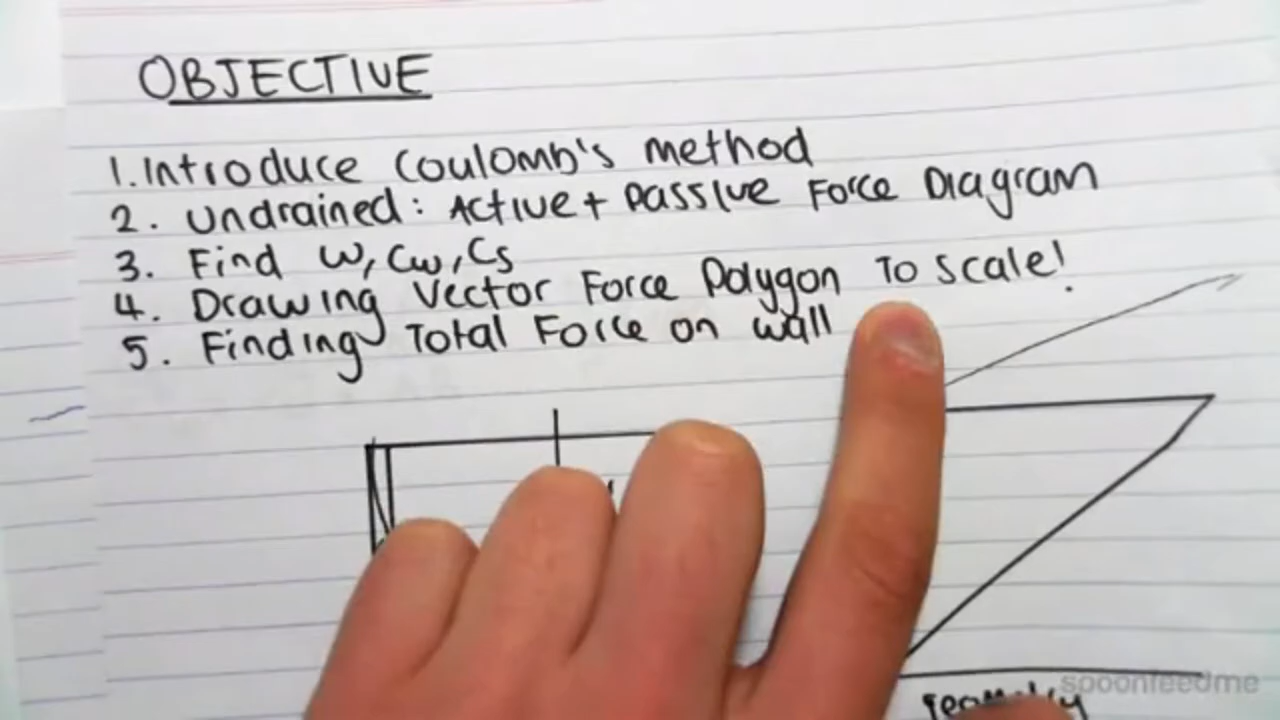 OBJECTIVE
1. Introduce Coulomb's method
2. Undrained: Active + Passive Force Diagram
3. Find W, Cw, Cs
4. Drawing Vector Force Polygon To scale!
5. Finding Total Force on wall
spoonfeedme